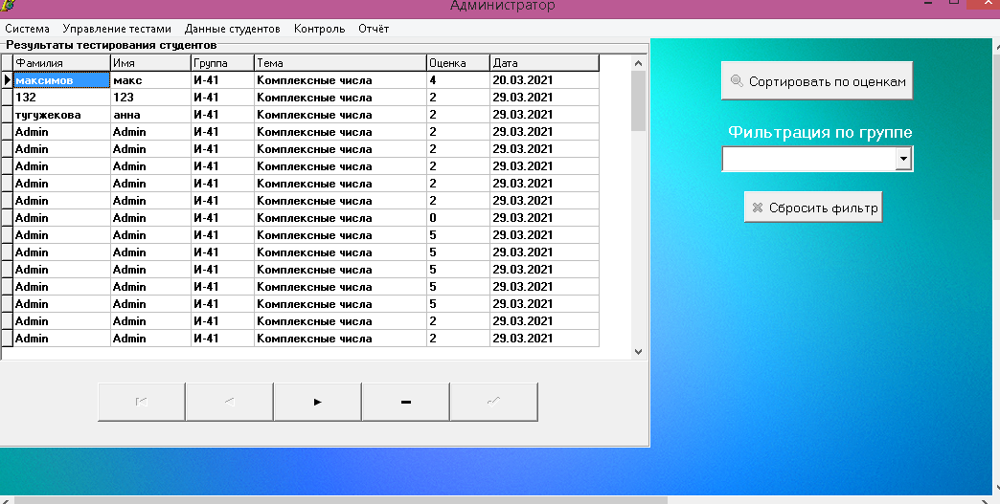 Администратор
Система Управление тестами Данные студентов Контроль Отчёт
Результаты тестирования студентов
Фамилия Имя Группа Тема Оценка Дата
максимов макс И-41 Комплексные числа 4 20.03.2021
132 123 И-41 Комплексные числа 2 29.03.2021
тугужекова анна И-41 Комплексные числа 2 29.03.2021
Admin Admin И-41 Комплексные числа 2 29.03.2021
Admin Admin И-41 Комплексные числа 2 29.03.2021
Admin Admin И-41 Комплексные числа 2 29.03.2021
Admin Admin И-41 Комплексные числа 2 29.03.2021
Admin Admin И-41 Комплексные числа 2 29.03.2021
Admin Admin И-41 Комплексные числа 0 29.03.2021
Admin Admin И-41 Комплексные числа 5 29.03.2021
Admin Admin И-41 Комплексные числа 5 29.03.2021
Admin Admin И-41 Комплексные числа 5 29.03.2021
Admin Admin И-41 Комплексные числа 5 29.03.2021
Admin Admin И-41 Комплексные числа 5 29.03.2021
Admin Admin И-41 Комплексные числа 2 29.03.2021
Admin Admin И-41 Комплексные числа 2 29.03.2021
Сортировать по оценкам
Фильтрация по группе
Сбросить фильтр